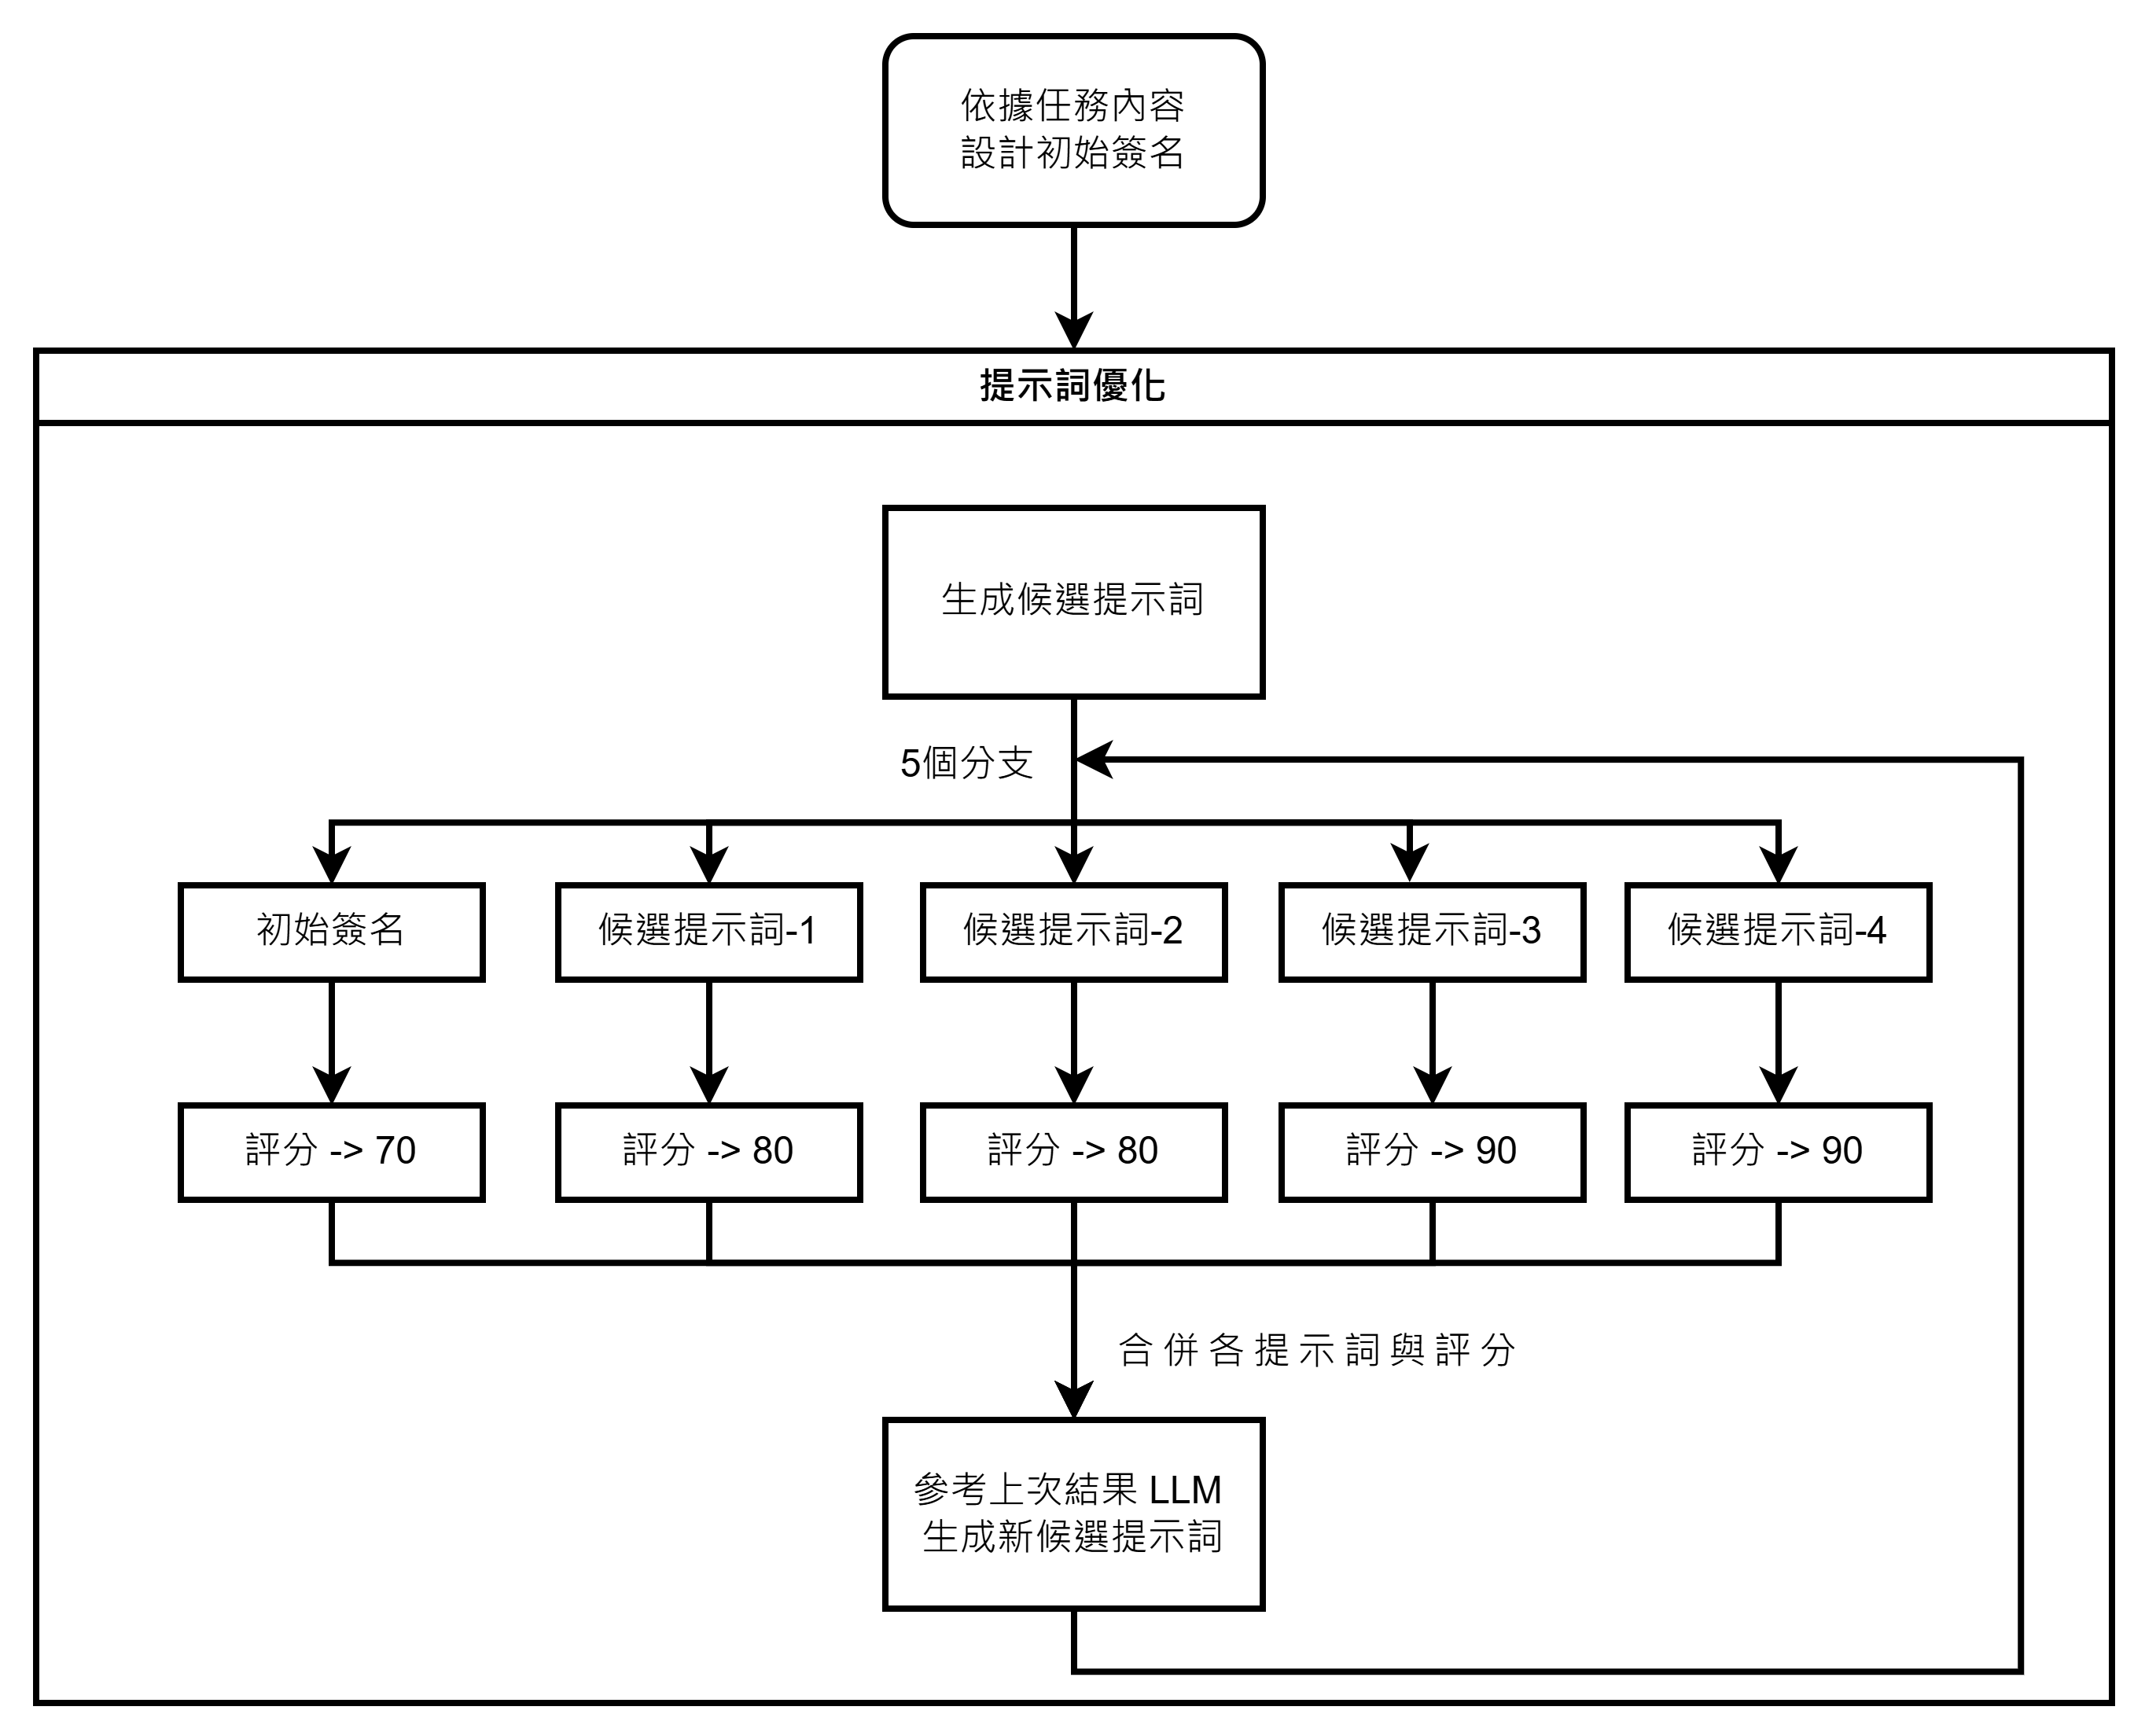 依據任務內容
設計初始簽名
提示詞優化
生成候選提示詞
5個分支
初始簽名
候選提示詞-1
候選提示詞-2
候選提示詞-3
候選提示詞-4
評分 -> 70
評分 -> 80
評分 -> 80
評分 -> 90
評分 -> 90
合併各提示詞與評分
參考上次結果 LLM
生成新候選提示詞